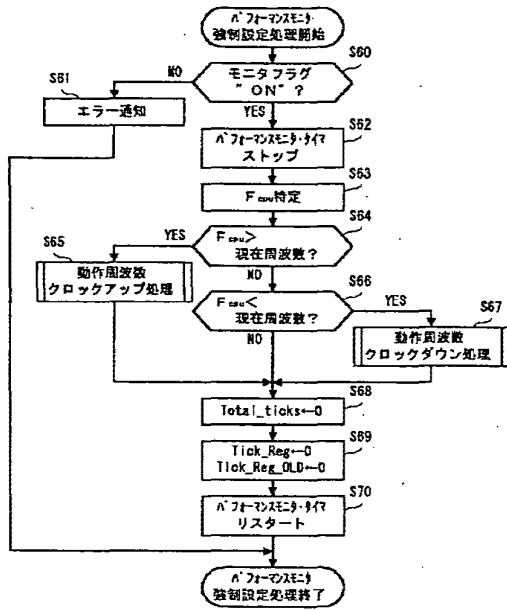 ﾊﾟﾌｫｰﾏﾝｽﾓﾆﾀ
強制設定処理開始
S60
モニタフラグ
"ON"?
NO
YES
S61
エラー通知
S62
ﾊﾟﾌｫｰﾏﾝｽﾓﾆﾀ・ﾀｲﾏ
ストップ
S63
Fcpu特定
S64
Fcpu>
現在周波数?
YES
NO
S65
動作周波数
クロックアップ処理
S66
Fcpu<
現在周波数?
YES
NO
S67
動作周波数
クロックダウン処理
S68
Total_ticks←0
S69
Tick_Reg←0
Tick_Reg_OLD←0
S70
ﾊﾟﾌｫｰﾏﾝｽﾓﾆﾀ・ﾀｲﾏ
リスタート
ﾊﾟﾌｫｰﾏﾝｽﾓﾆﾀ
強制設定処理終了